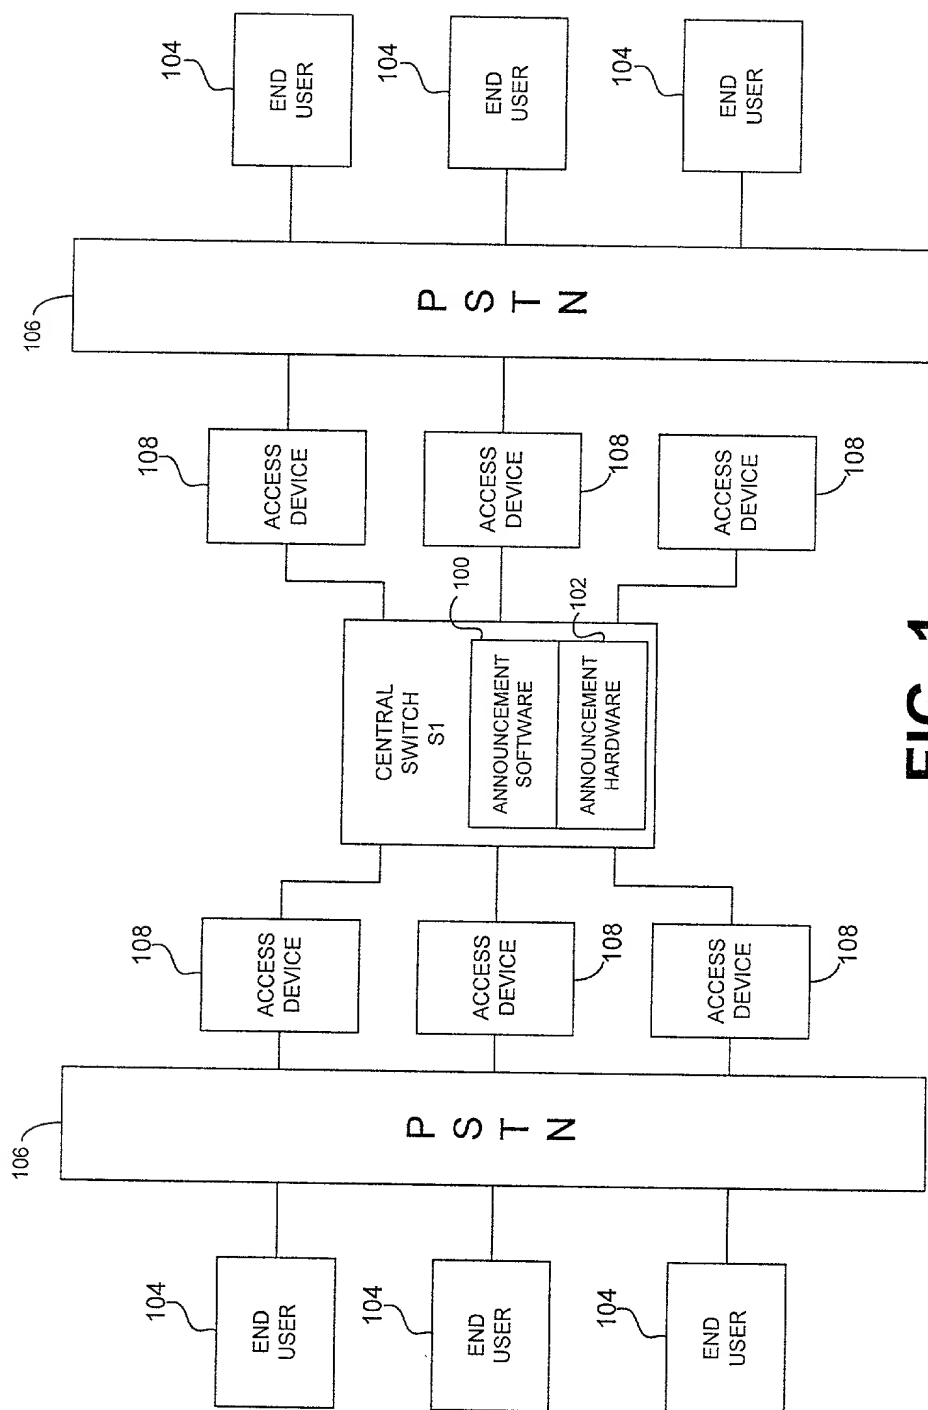 104
END
USER
104
END
USER
104
END
USER
106
P
S
T
N
108
ACCESS
DEVICE
ACCESS
DEVICE
108
ACCESS
DEVICE
108
CENTRAL
SWITCH
S1
100
ANNOUNCEMENT
SOFTWARE
102
ANNOUNCEMENT
HARDWARE
108
ACCESS
DEVICE
ACCESS
DEVICE
108
ACCESS
DEVICE
108
106
P
S
T
N
104
END
USER
104
END
USER
104
END
USER
FIG 1